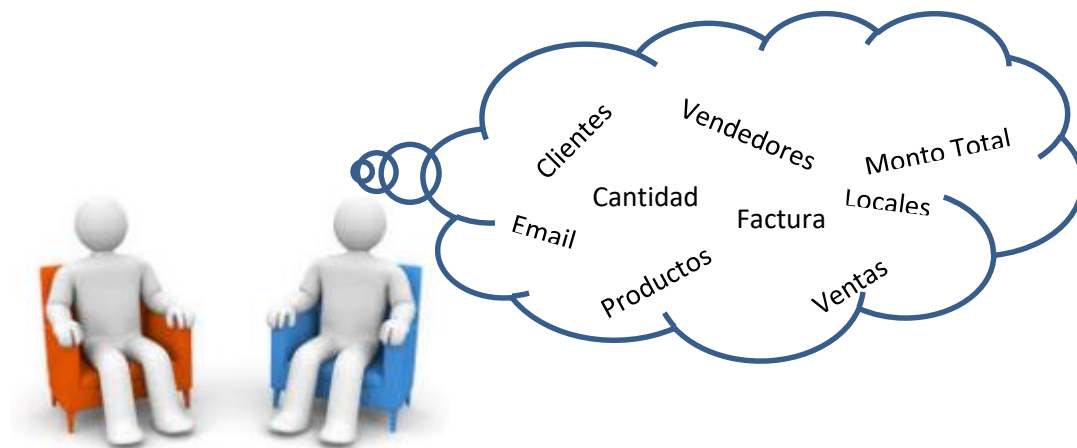 Clientes
Vendedores
Monto Total
Cantidad
Locales
Email
Factura
Productos
Ventas